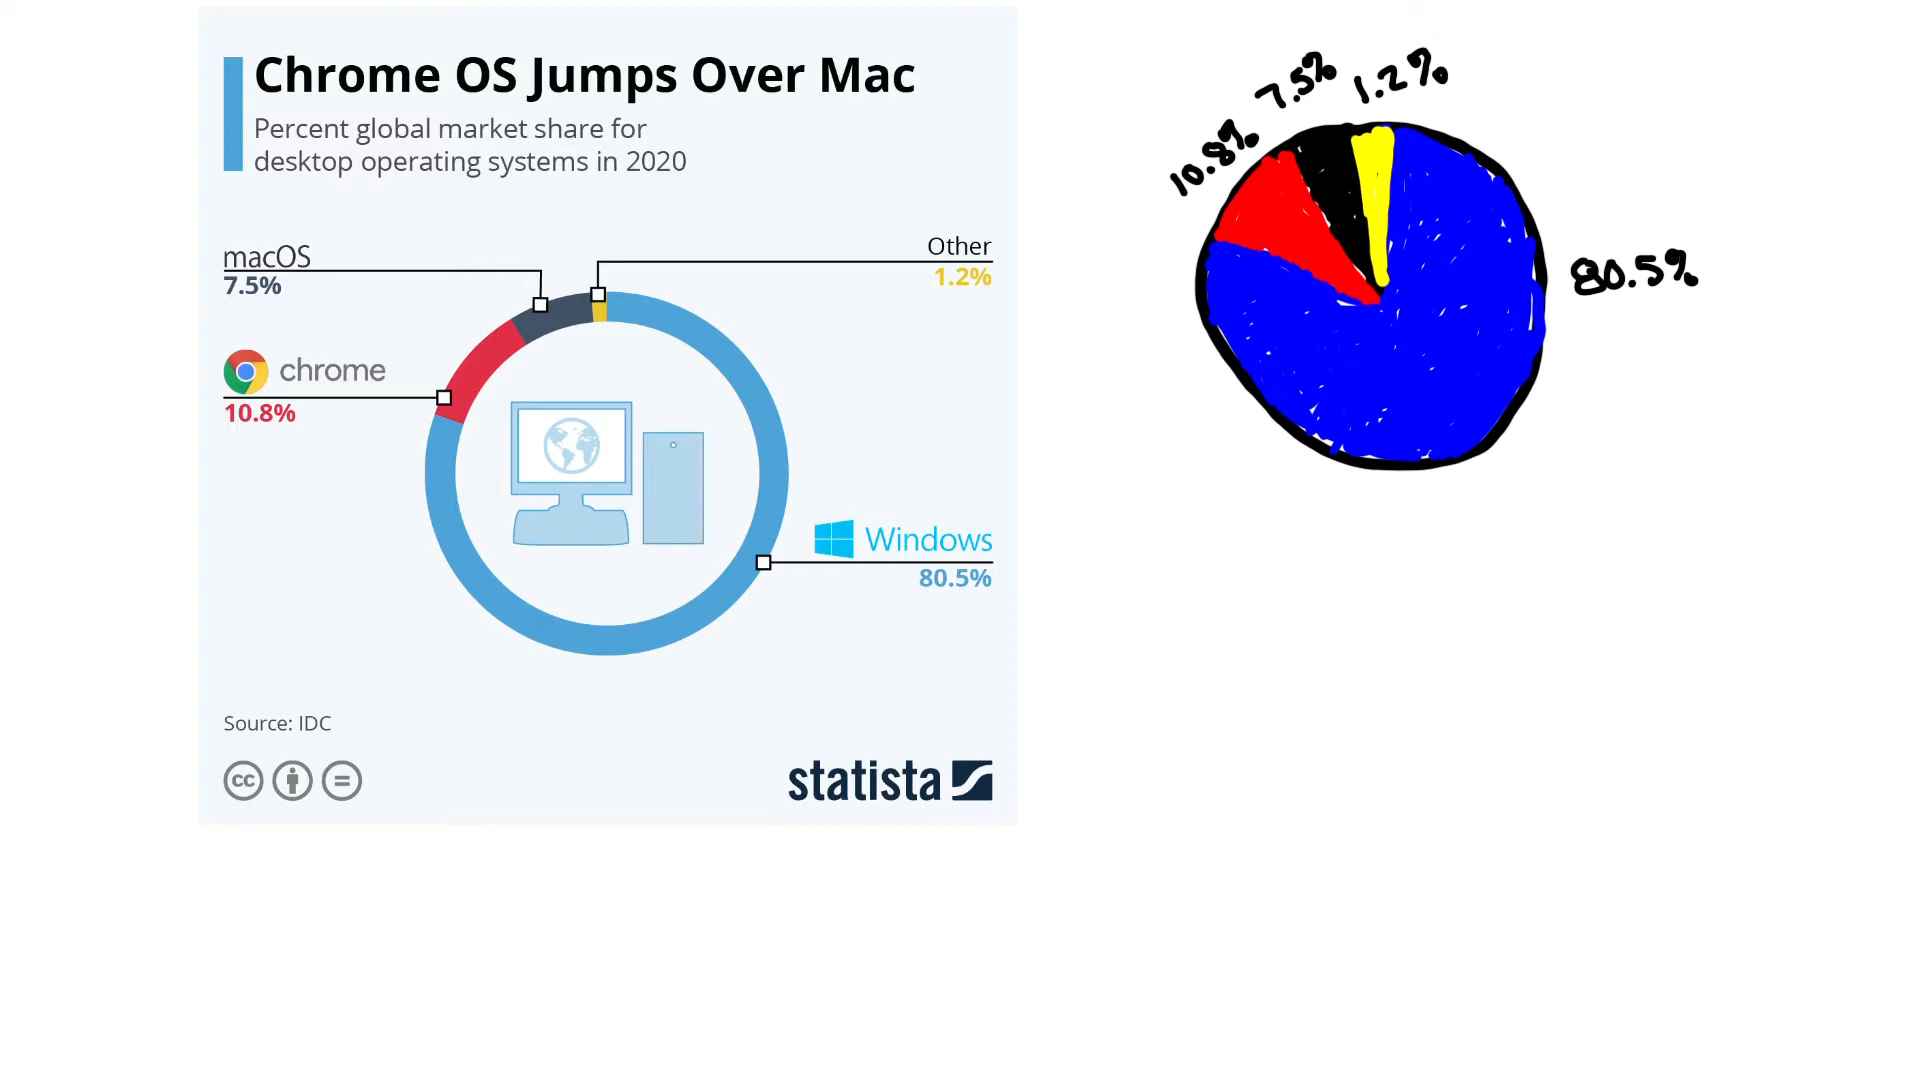 Chrome OS Jumps Over Mac
Percent global market share for
desktop operating systems in 2020
macOS
7.5%
Other
1.2%
chrome
10.8%
Windows
80.5%
Source: IDC
cc
statista
10.8%
7.5%
1.2%
80.5%